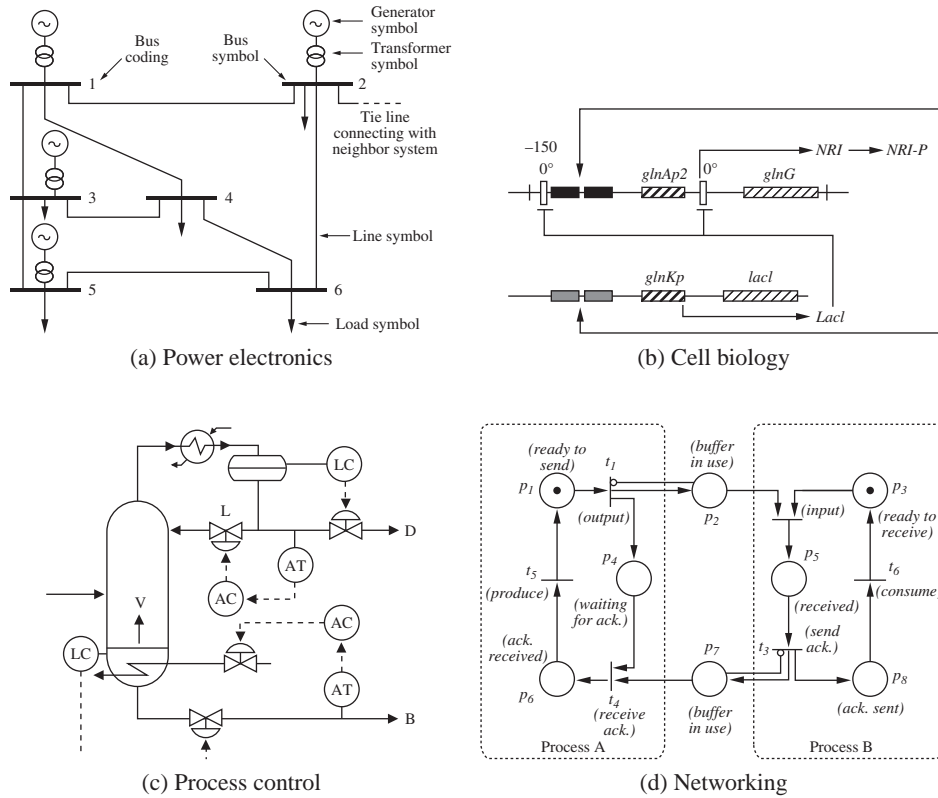 Generator
symbol
Bus
coding
Bus
symbol
Transformer
symbol
1
2
Tie line
connecting with
neighbor system
3
4
Line symbol
5
6
Load symbol
(a) Power electronics
–150
0°
glnAp2
0°
NRI
NRI-P
glnG
glnKp
lacl
Lacl
(b) Cell biology
LC
L
D
AT
AC
V
AC
LC
AT
B
(c) Process control
(ready to
send)
t1
(buffer
in use)
p1
p2
p3
(output)
(input)
(ready to
receive)
p4
p5
t5
(produce)
t6
(consume)
(waiting
for ack.)
(received)
(ack.
received)
p7
t3
(send
ack.)
p6
t4
p8
(receive
ack.)
(buffer
in use)
(ack. sent)
Process A
Process B
(d) Networking